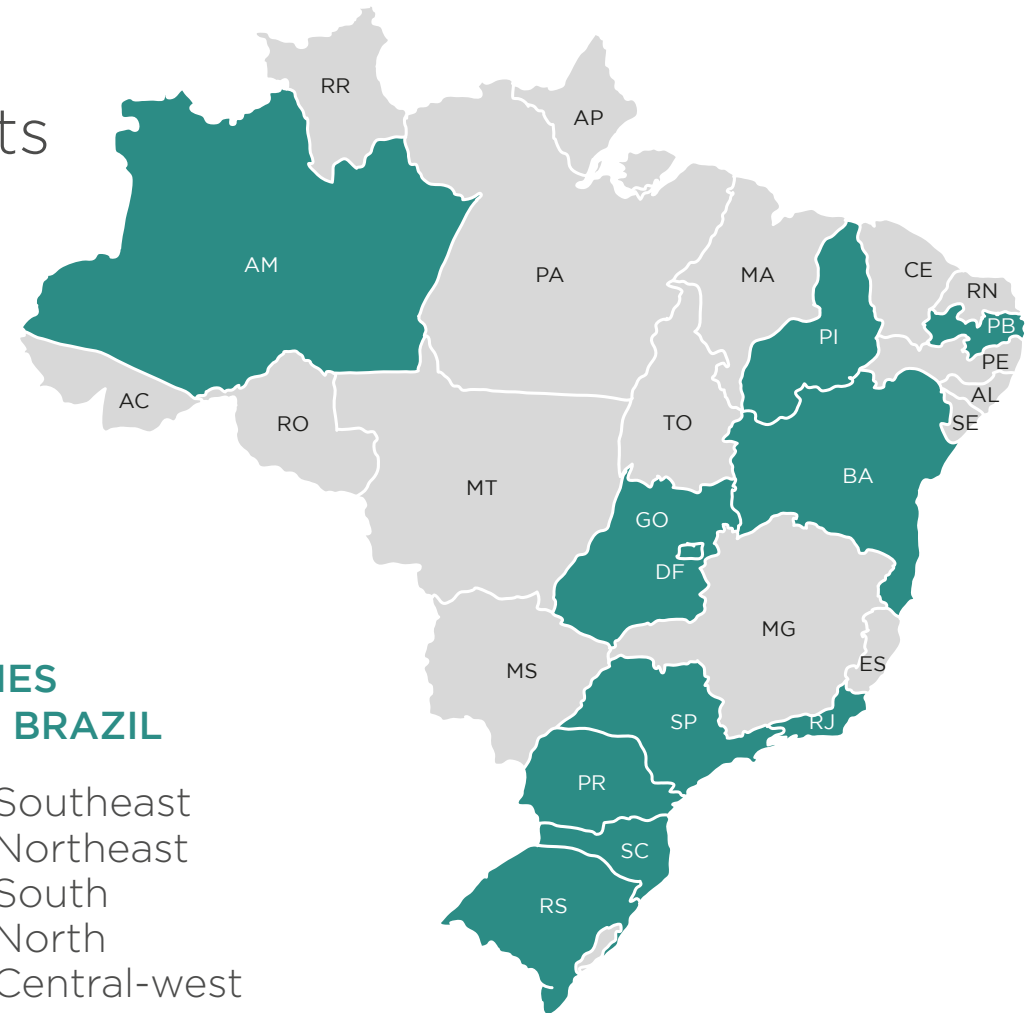 ts
RR
AP
AM
PA
MA
CE
RN
PI
PB
PE
AC
AL
RO
TO
SE
BA
MT
GO
DF
MG
MS
ES
SP
RJ
PR
SC
RS
IES
BRAZIL
Southeast
Northeast
South
North
Central-west